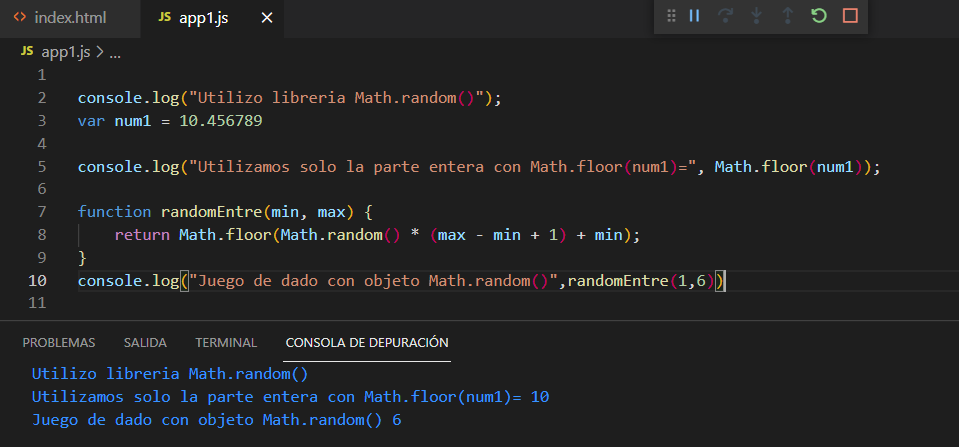 <> index.html
JS app1.js ×
JS app1.js > ...
1
2 console.log("Utilizo libreria Math.random()");
3 var num1 = 10.456789
4
5 console.log("Utilizamos solo la parte entera con Math.floor(num1)=", Math.floor(num1));
6
7 function randomEntre(min, max) {
8 return Math.floor(Math.random() * (max - min + 1) + min);
9 }
10 console.log("Juego de dado con objeto Math.random()",randomEntre(1,6))
11
PROBLEMAS SALIDA TERMINAL CONSOLA DE DEPURACIÓN
Utilizo libreria Math.random()
Utilizamos solo la parte entera con Math.floor(num1)= 10
Juego de dado con objeto Math.random() 6